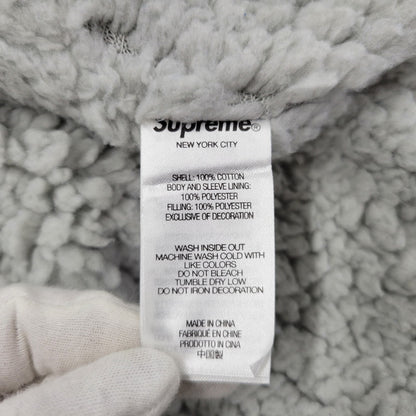 Supreme®
NEW YORK CITY
SHELL: 100% COTTON
BODY AND SLEEVE LINING:
100% POLYESTER
FILLING: 100% POLYESTER
EXCLUSIVE OF DECORATION
WASH INSIDE OUT
MACHINE WASH COLD WITH
LIKE COLORS
DO NOT BLEACH
TUMBLE DRY LOW
DO NOT IRON DECORATION
MADE IN CHINA
FABRIQUÉ EN CHINE
PRODOTTO IN CINA
中国製